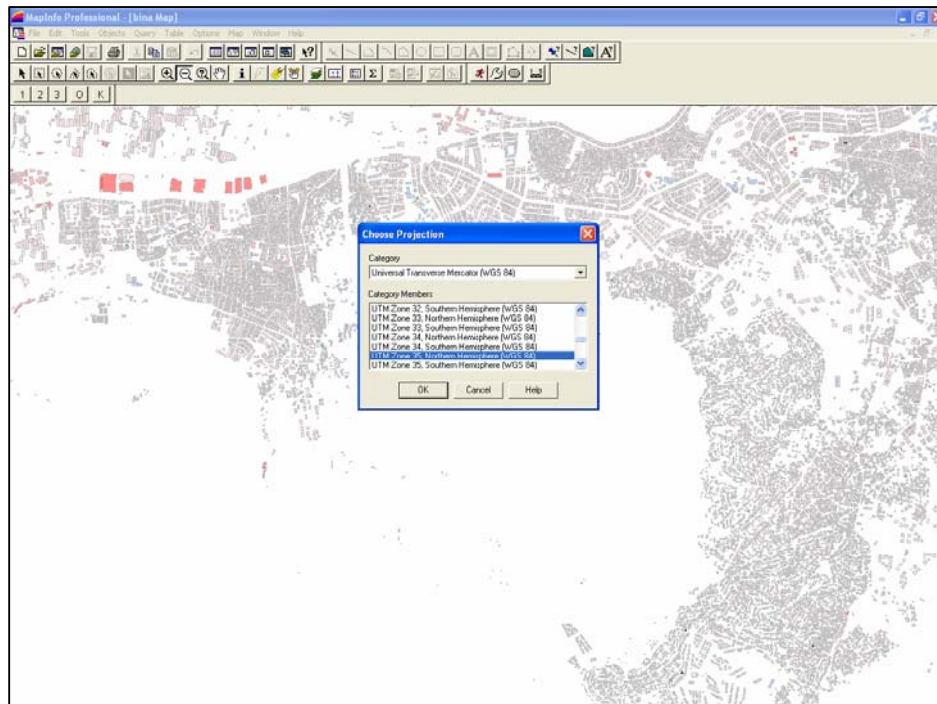 MapInfo Professional - [bina Map]
File Edit Tools Objects Query Table Options Map Window Help
1 2 3 O K
Choose Projection
Category
Universal Transverse Mercator (WGS 84)
Category Members
UTM Zone 32, Southern Hemisphere (WGS 84)
UTM Zone 33, Northern Hemisphere (WGS 84)
UTM Zone 33, Southern Hemisphere (WGS 84)
UTM Zone 34, Northern Hemisphere (WGS 84)
UTM Zone 34, Southern Hemisphere (WGS 84)
UTM Zone 35, Northern Hemisphere (WGS 84)
UTM Zone 35, Southern Hemisphere (WGS 84)
OK Cancel Help